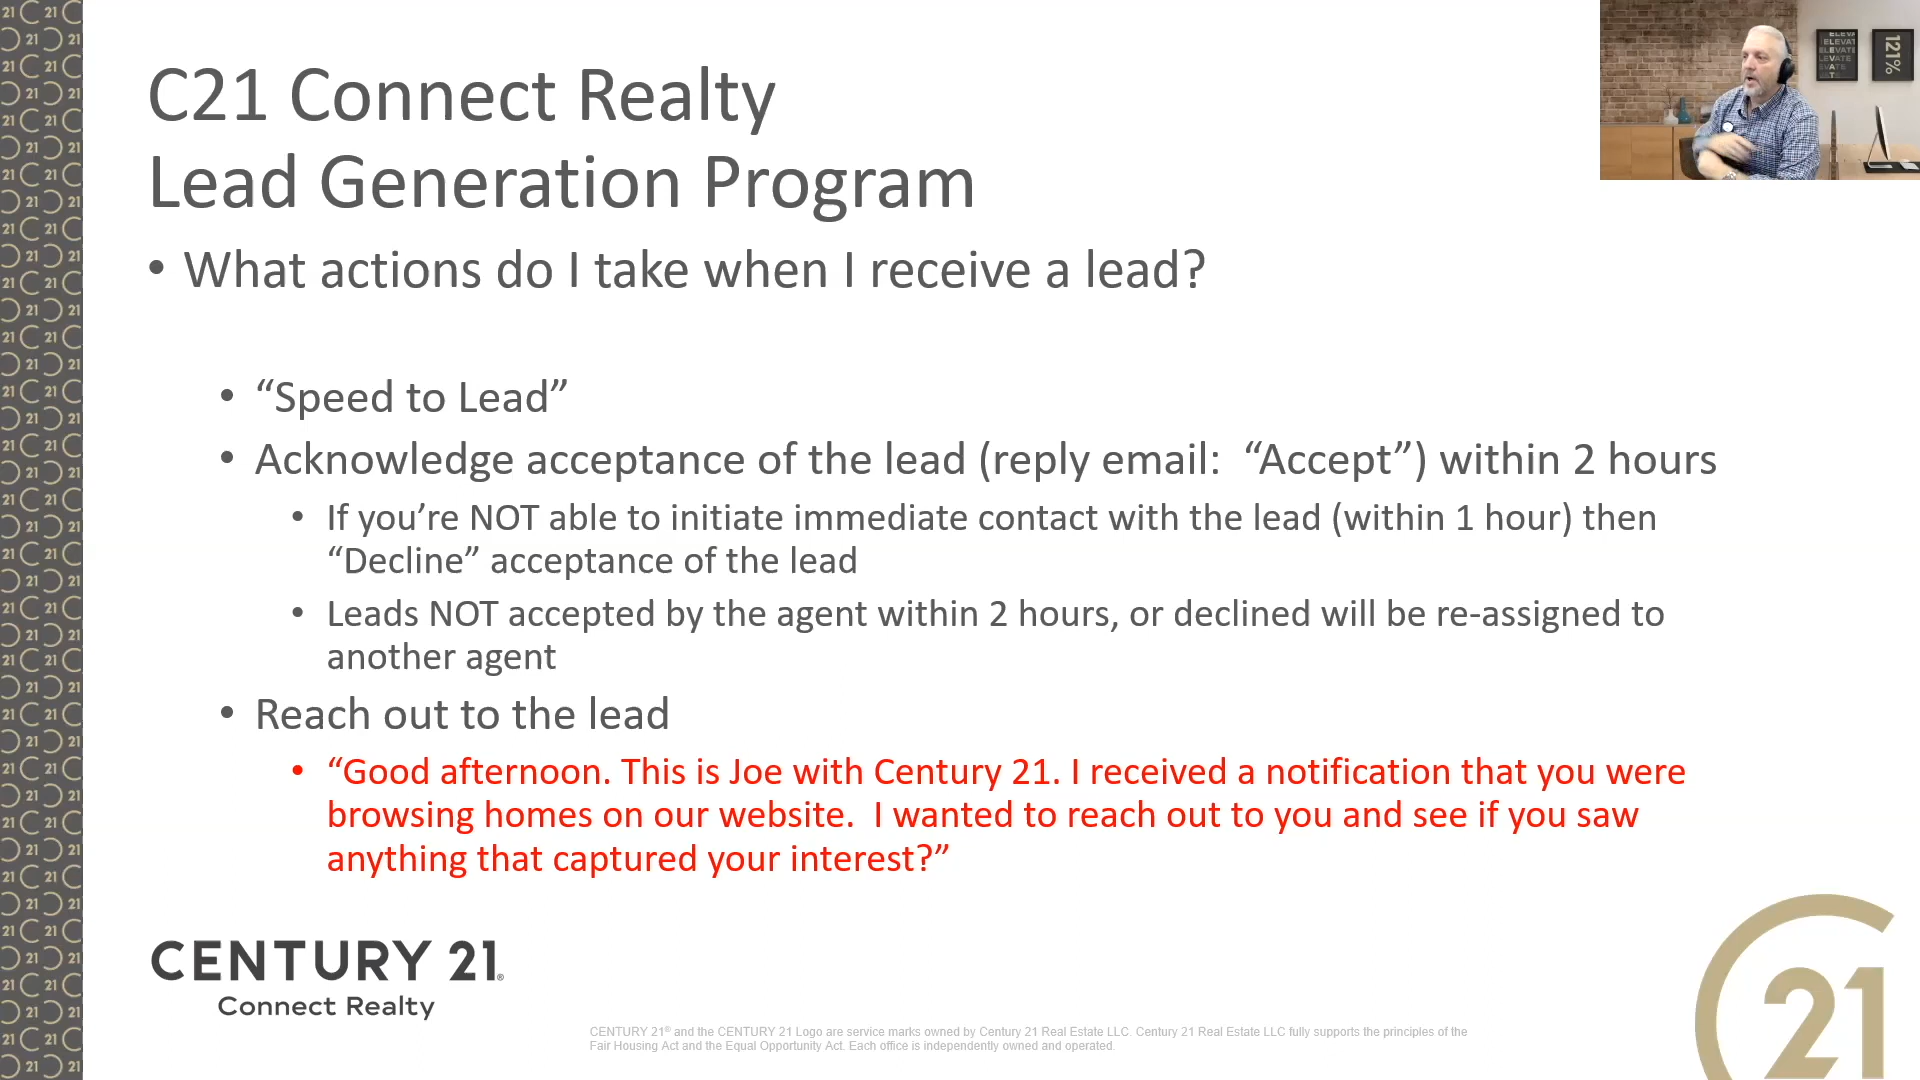 C21 Connect Realty
Lead Generation Program
• What actions do I take when I receive a lead?
• “Speed to Lead”
• Acknowledge acceptance of the lead (reply email:  “Accept”) within 2 hours
• If you’re NOT able to initiate immediate contact with the lead (within 1 hour) then
“Decline” acceptance of the lead
• Leads NOT accepted by the agent within 2 hours, or declined will be re-assigned to
another agent
• Reach out to the lead
• “Good afternoon. This is Joe with Century 21. I received a notification that you were
browsing homes on our website.  I wanted to reach out to you and see if you saw
anything that captured your interest?”
CENTURY 21®
Connect Realty
CENTURY 21® and the CENTURY 21 Logo are service marks owned by Century 21 Real Estate LLC. Century 21 Real Estate LLC fully supports the principles of the
Fair Housing Act and the Equal Opportunity Act. Each office is independently owned and operated.
C21
ELEVAT
ELEVAT
121%